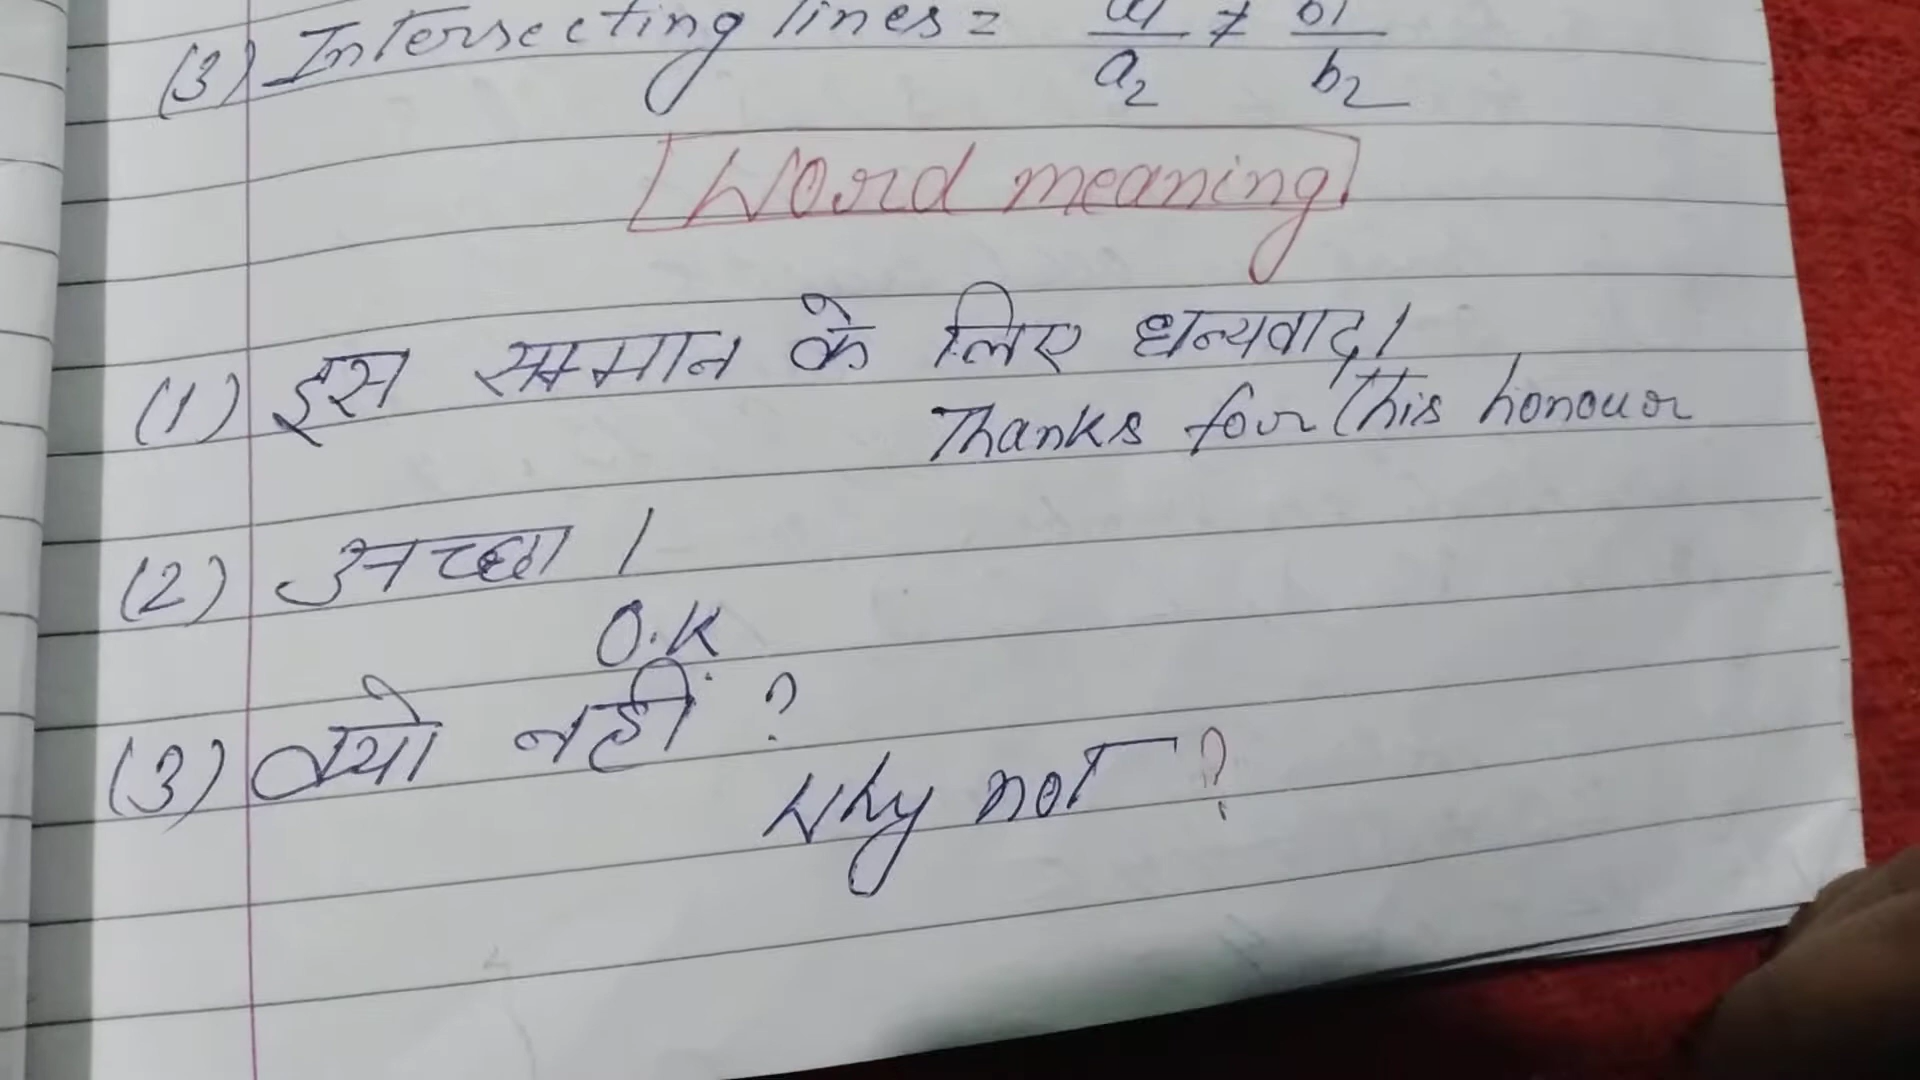 (3) Intersecting lines = a1/a2 ≠ b1/b2
Word meaning
(1) इस सम्मान के लिए धन्यवाद।
Thanks for this honour
(2) अच्छा।
O.K
(3) क्यो नहीं ?
Why not ?